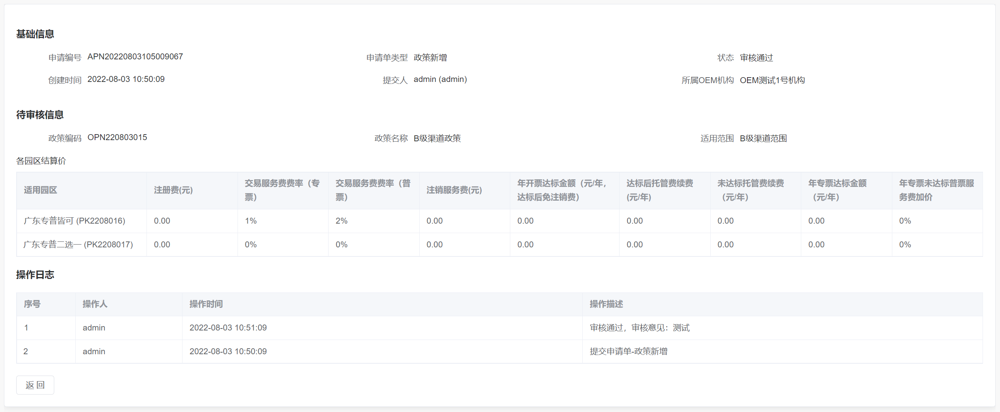 基础信息
申请编号 APN20220803105009067 申请单类型 政策新增 状态 审核通过
创建时间 2022-08-03 10:50:09 提交人 admin (admin) 所属OEM机构 OEM测试1号机构
待审核信息
政策编码 OPN220803015 政策名称 B级渠道政策 适用范围 B级渠道范围
各园区结算价
适用园区 注册费(元) 交易服务费费率（专票） 交易服务费费率（普票） 注销服务费(元) 年开票达标金额（元/年，达标后免注销费） 达标后托管费续费(元/年) 未达标托管费续费（元/年） 年专票达标金额（元/年） 年专票未达标普票服务费加价
广东专普皆可 (PK2208016) 0.00 1% 2% 0.00 0.00 0.00 0.00 0.00 0%
广东专普二选一 (PK2208017) 0.00 0% 0% 0.00 0.00 0.00 0.00 0.00 0%
操作日志
序号 操作人 操作时间 操作描述
1 admin 2022-08-03 10:51:09 审核通过，审核意见：测试
2 admin 2022-08-03 10:50:09 提交申请单-政策新增
返 回